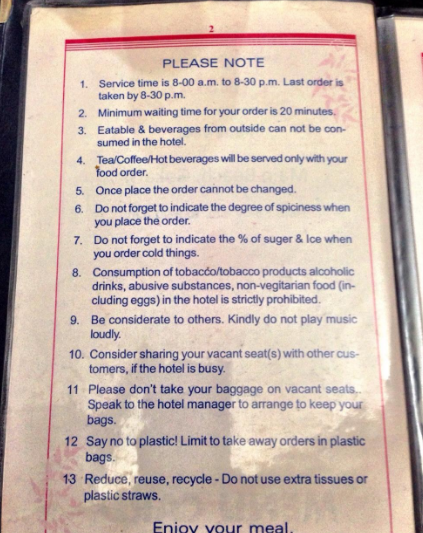 2
PLEASE NOTE
1. Service time is 8-00 a.m. to 8-30 p.m. Last order is
taken by 8-30 p.m.
2. Minimum waiting time for your order is 20 minutes.
3. Eatable & beverages from outside can not be con-
sumed in the hotel.
4. Tea/Coffee/Hot beverages will be served only with your
food order.
5. Once place the order cannot be changed.
6. Do not forget to indicate the degree of spiciness when
you place the order.
7. Do not forget to indicate the % of suger & Ice when
you order cold things.
8. Consumption of tobacco/tobacco products alcoholic
drinks, abusive substances, non-vegitarian food (in-
cluding eggs) in the hotel is strictly prohibited.
9. Be considerate to others. Kindly do not play music
loudly.
10. Consider sharing your vacant seat(s) with other cus-
tomers, if the hotel is busy.
11 Please don't take your baggage on vacant seats.
Speak to the hotel manager to arrange to keep your
bags.
12 Say no to plastic! Limit to take away orders in plastic
bags.
13 Reduce, reuse, recycle - Do not use extra tissues or
plastic straws.
Enjoy your meal.